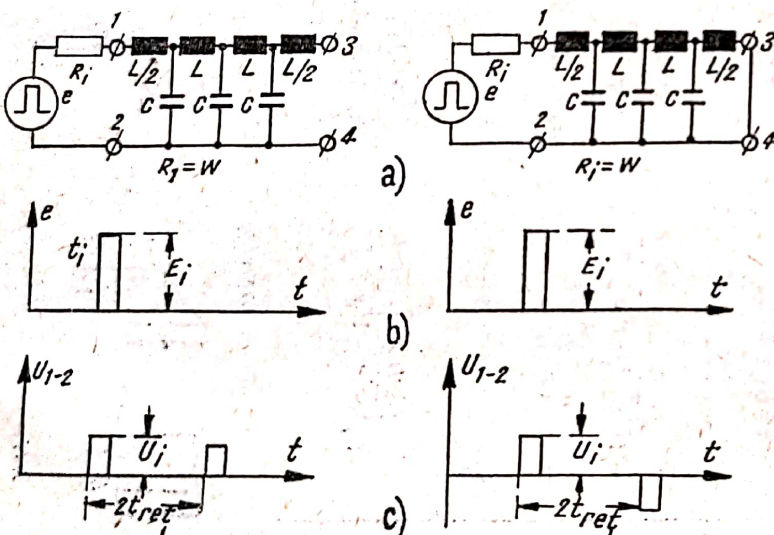 1
R_i
L/2
L
L
L/2
3
e
C
C
C
2
4
R_1 = W
1
R_i
L/2
L
L
L/2
3
e
C
C
C
2
4
R_i = W
a)
e
t_i
E_i
t
e
E_i
t
b)
U_1-2
U_i
t
2t_ret
U_1-2
U_i
t
2t_ret
c)